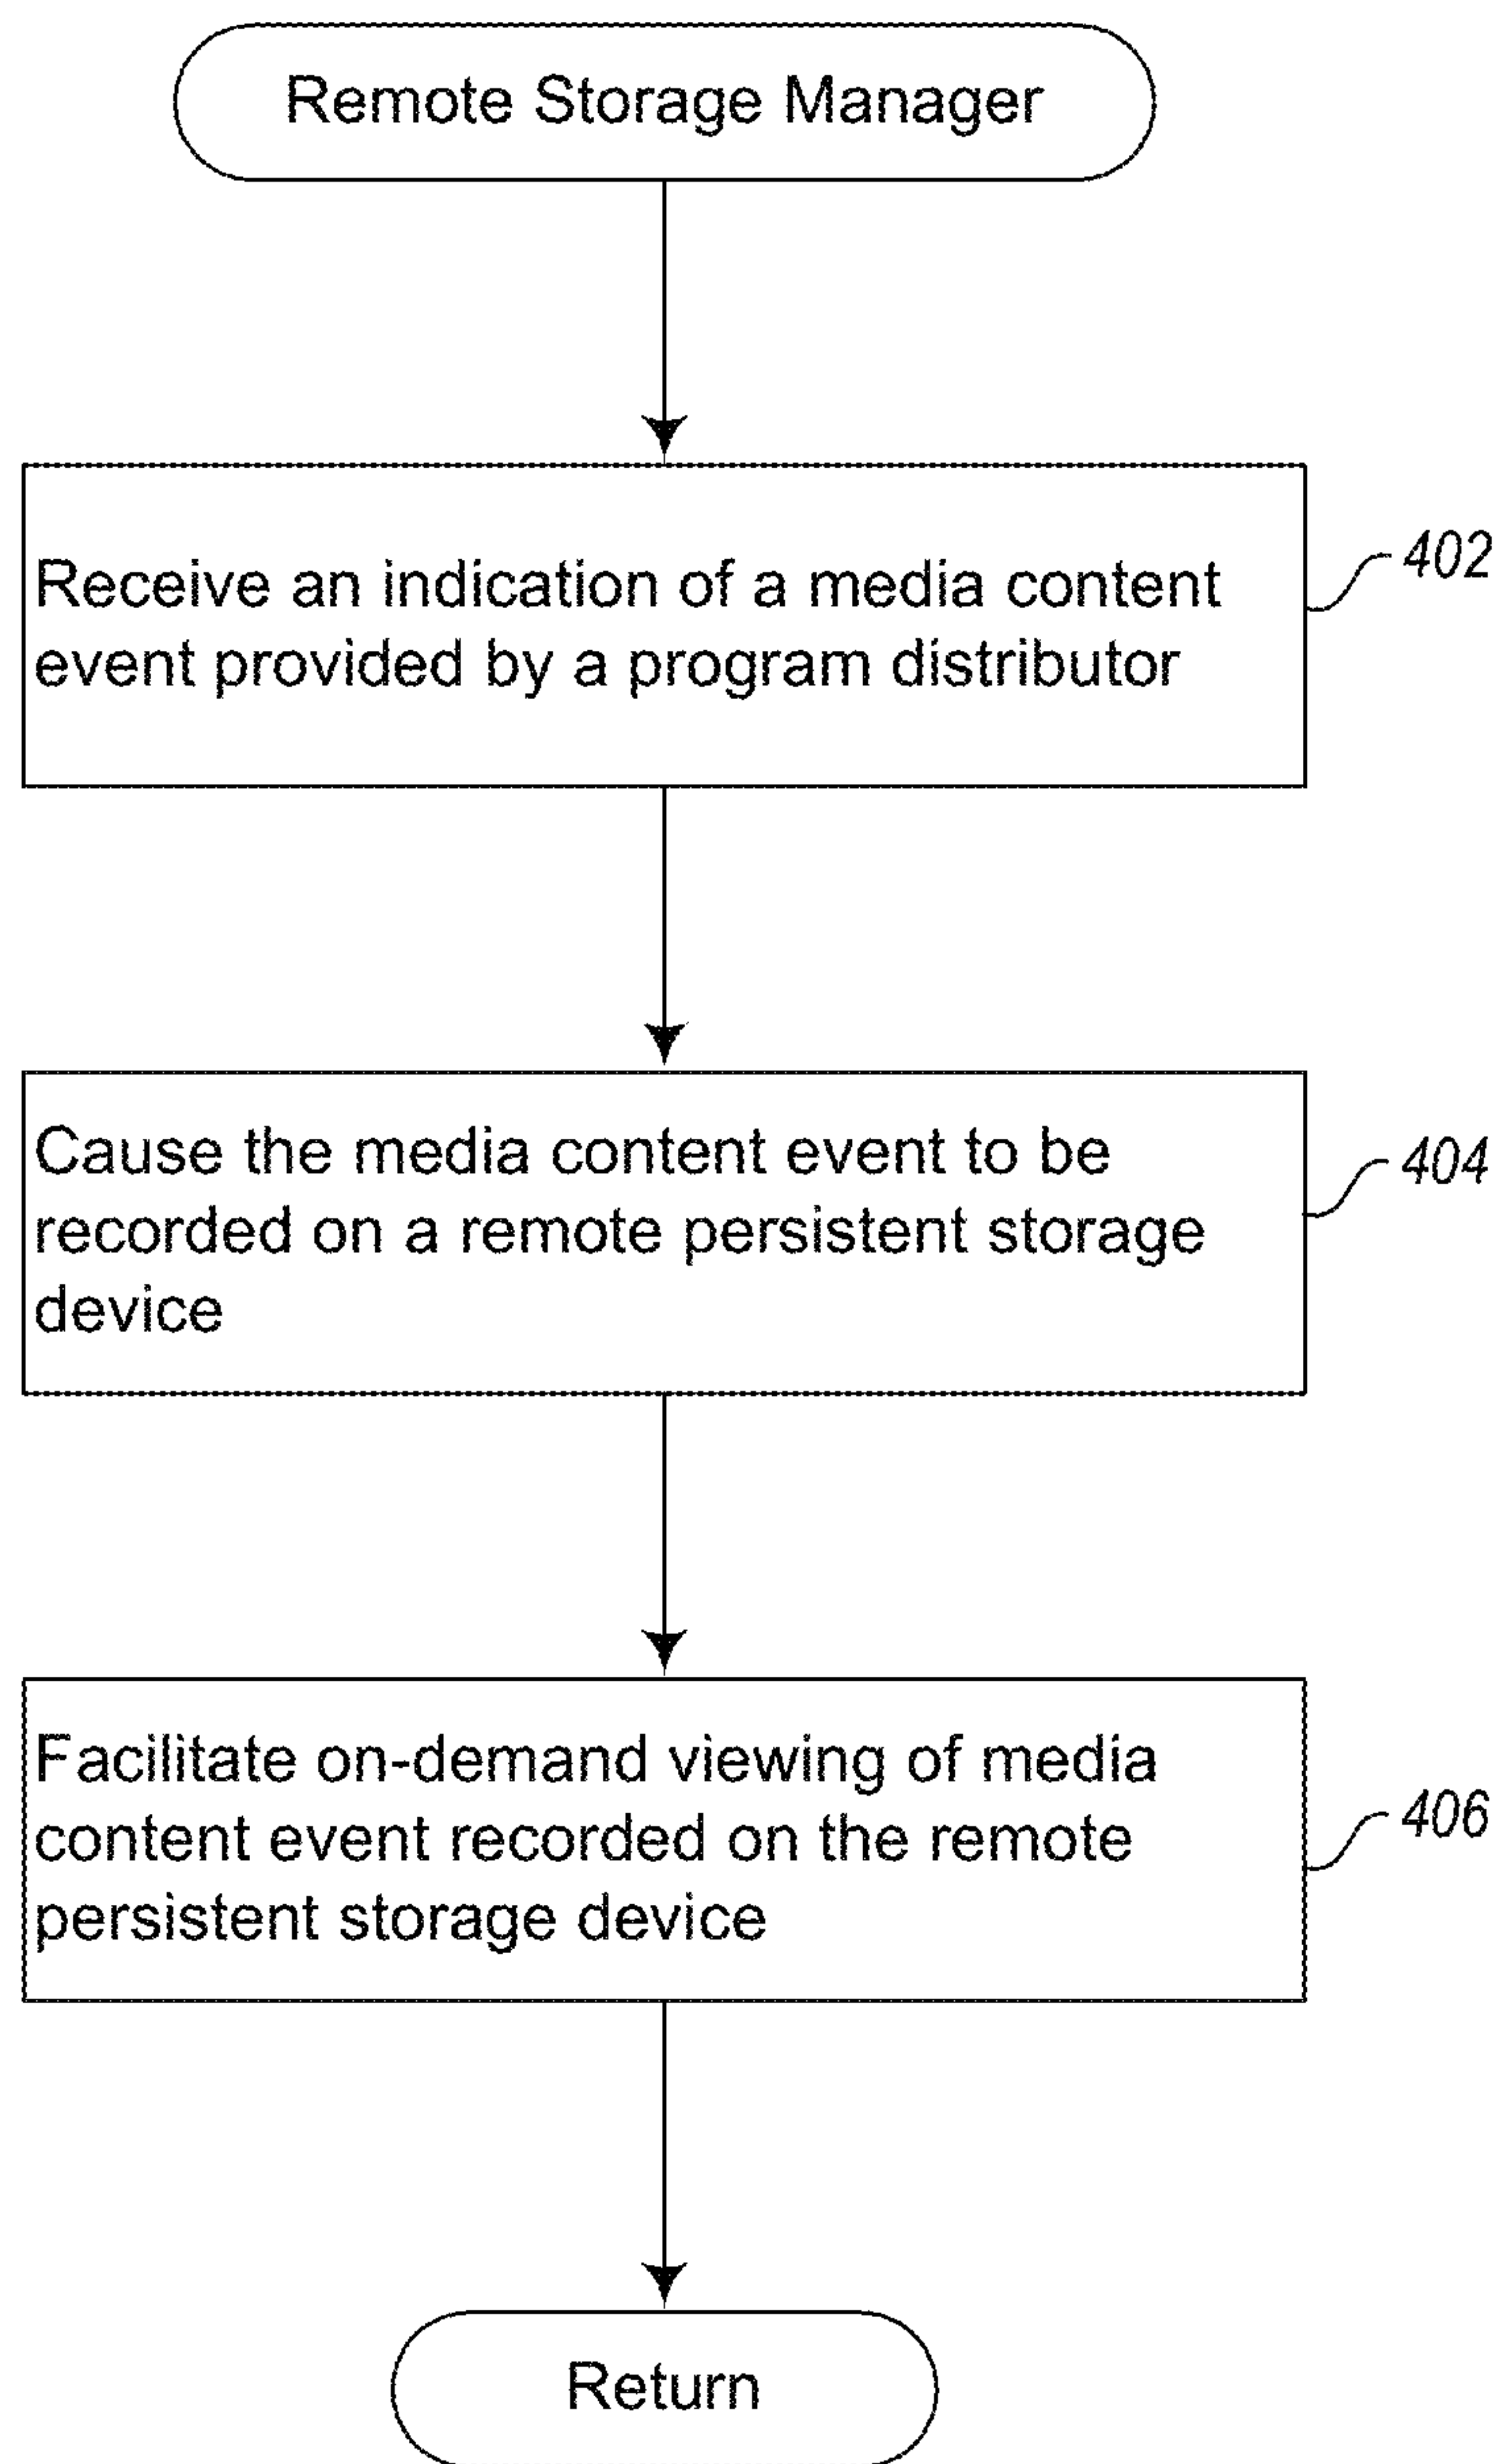 Remote Storage Manager
Receive an indication of a media content
event provided by a program distributor
402
Cause the media content event to be
recorded on a remote persistent storage
device
404
Facilitate on-demand viewing of media
content event recorded on the remote
persistent storage device
406
Return